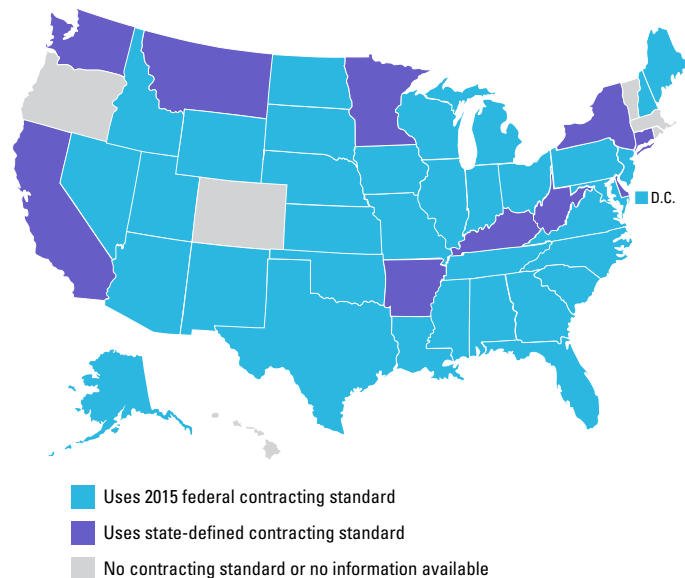 D.C.
Uses 2015 federal contracting standard
Uses state-defined contracting standard
No contracting standard or no information available